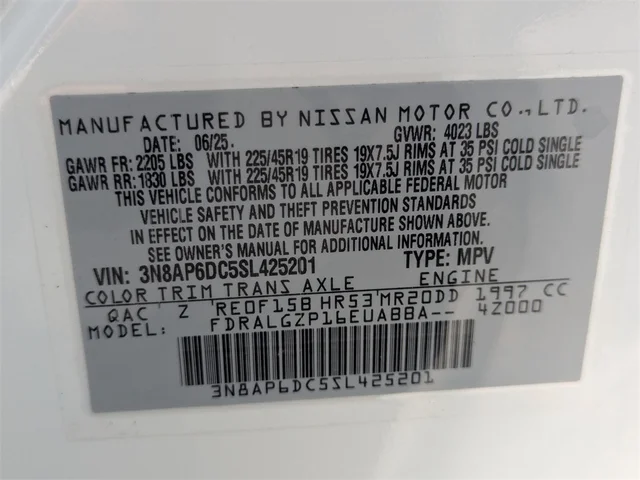 MANUFACTURED BY NISSAN MOTOR CO., LTD.
DATE: 06/25. GVWR: 4023 LBS
GAWR FR: 2205 LBS WITH 225/45R19 TIRES 19X7.5J RIMS AT 35 PSI COLD SINGLE
GAWR RR: 1830 LBS WITH 225/45R19 TIRES 19X7.5J RIMS AT 35 PSI COLD SINGLE
THIS VEHICLE CONFORMS TO ALL APPLICABLE FEDERAL MOTOR
VEHICLE SAFETY AND THEFT PREVENTION STANDARDS
IN EFFECT ON THE DATE OF MANUFACTURE SHOWN ABOVE.
SEE OWNER'S MANUAL FOR ADDITIONAL INFORMATION.
VIN: 3N8AP6DC5SL425201 TYPE: MPV
COLOR TRIM TRANS AXLE ENGINE
QAC Z RE0F15B HR53 MR20DD 1997 CC
MODEL: FDRALGZP16EUABBA-- 4Z000
3N8AP6DC5SL425201